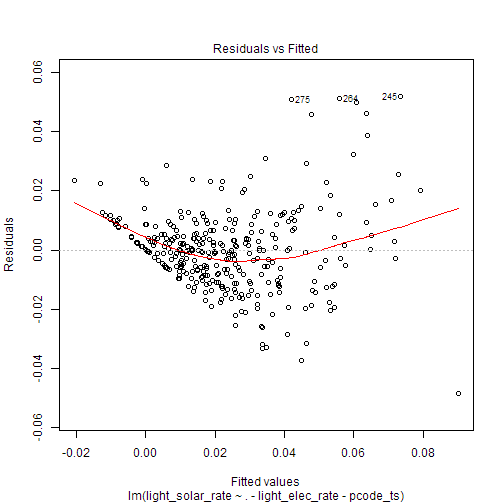 Residuals vs Fitted
Residuals
0.06
0.04
0.02
0.00
-0.02
-0.04
-0.06
275
264
245
-0.02 0.00 0.02 0.04 0.06 0.08
Fitted values
lm(light_solar_rate ~ . - light_elec_rate - pcode_ts)